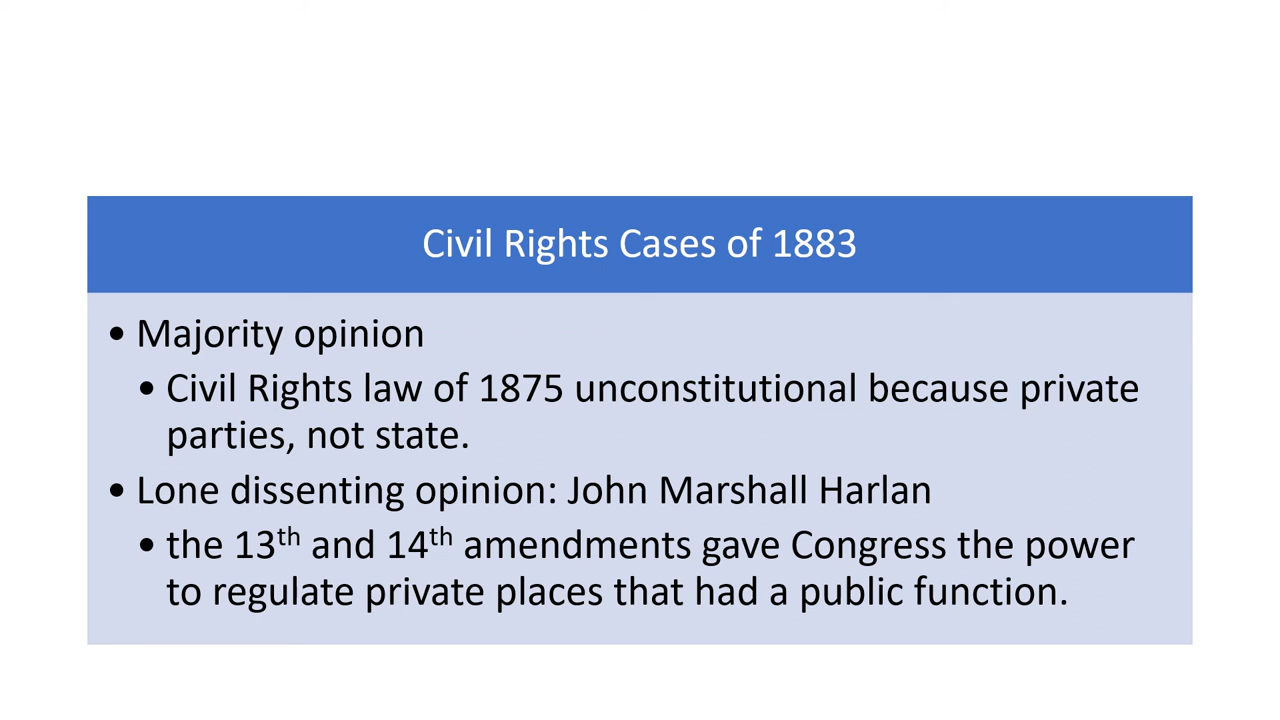 Civil Rights Cases of 1883
• Majority opinion
• Civil Rights law of 1875 unconstitutional because private
parties, not state.
• Lone dissenting opinion: John Marshall Harlan
• the 13th and 14th amendments gave Congress the power
to regulate private places that had a public function.